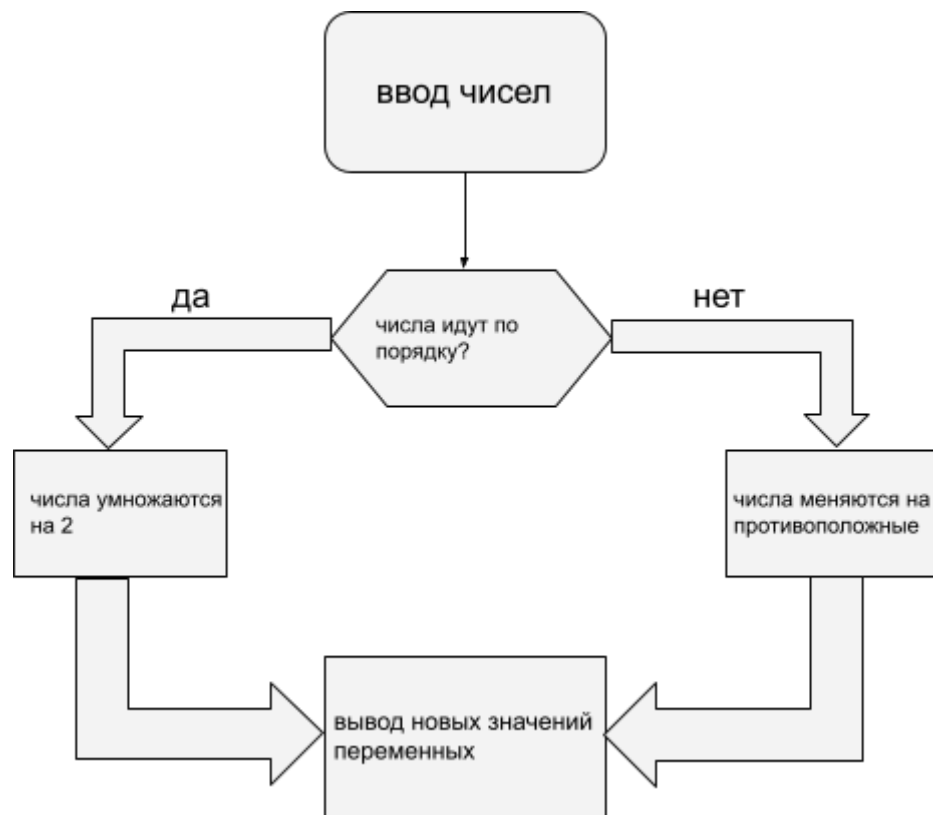 ввод чисел
да
нет
числа идут по
порядку?
числа умножаются
на 2
числа меняются на
противоположные
вывод новых значений
переменных